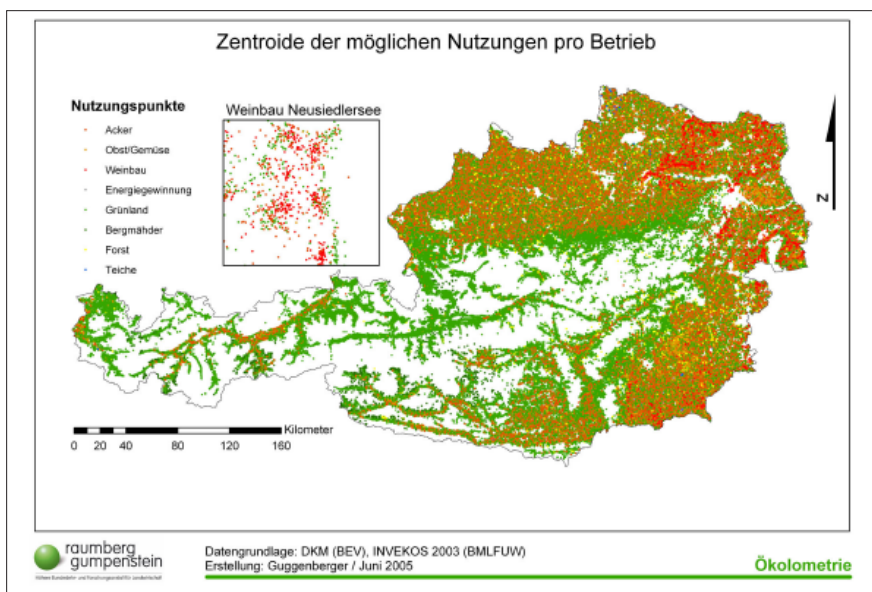 Zentroide der möglichen Nutzungen pro Betrieb
Nutzungspunkte
Acker
Obst/Gemüse
Weinbau
Energiegewinnung
Grünland
Bergmähder
Forst
Teiche
Weinbau Neusiedlersee
N
Kilometer
0 20 40 80 120 160
raumberg
gumpenstein
Datengrundlage: DKM (BEV), INVEKOS 2003 (BMLFUW)
Erstellung: Guggenberger / Juni 2005
Ökolometrie